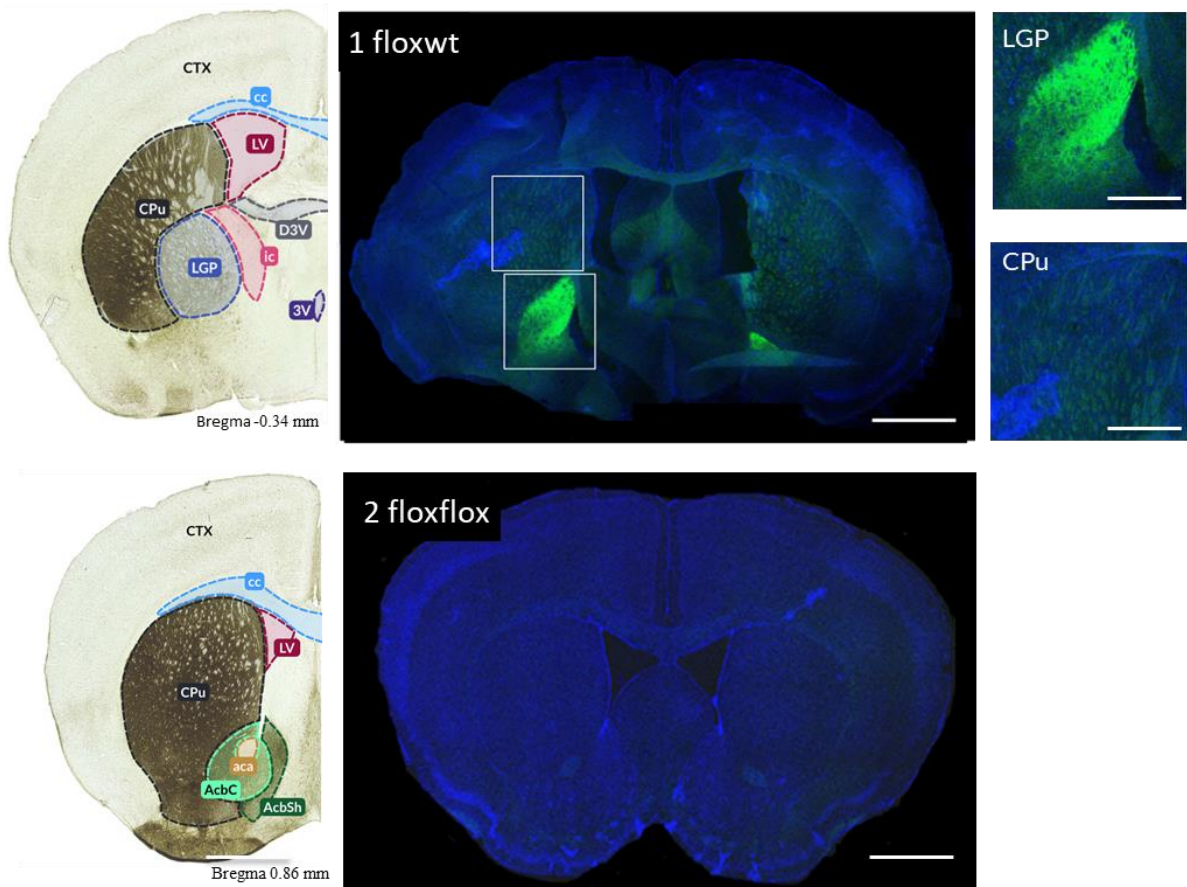 CTX
cc
LV
CPu
D3V
LGP
ic
3V
Bregma -0.34 mm
1 floxwt
LGP
CPu
CTX
cc
LV
CPu
aca
AcbC
AcbSh
Bregma 0.86 mm
2 floxflox